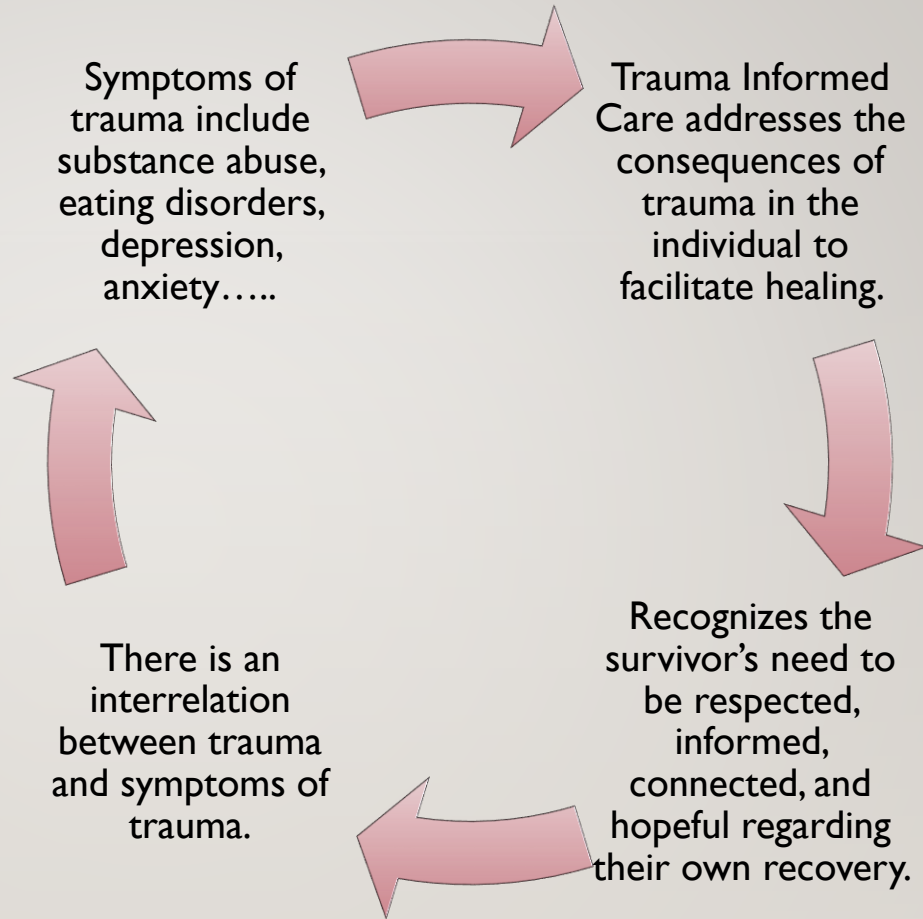 Symptoms of
trauma include
substance abuse,
eating disorders,
depression,
anxiety…..
Trauma Informed
Care addresses the
consequences of
trauma in the
individual to
facilitate healing.
Recognizes the
survivor’s need to
be respected,
informed,
connected, and
hopeful regarding
their own recovery.
There is an
interrelation
between trauma
and symptoms of
trauma.